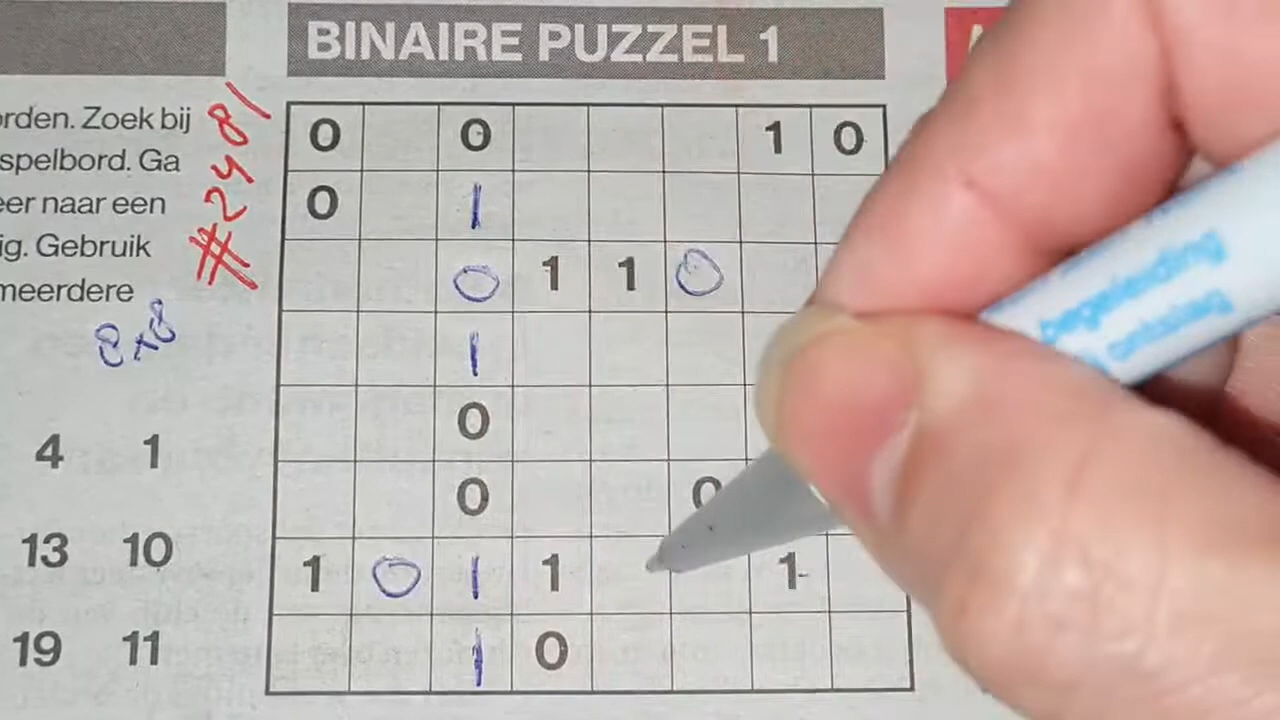 BINAIRE PUZZEL 1
orden. Zoek bij
spelbord. Ga
eer naar een
ig. Gebruik
meerdere
#2481
8x8
4 1
13 10
19 11
0 0 1 0
0 1
0 1 1 0
1
0
0 0
1 0 1 1 1
1 0